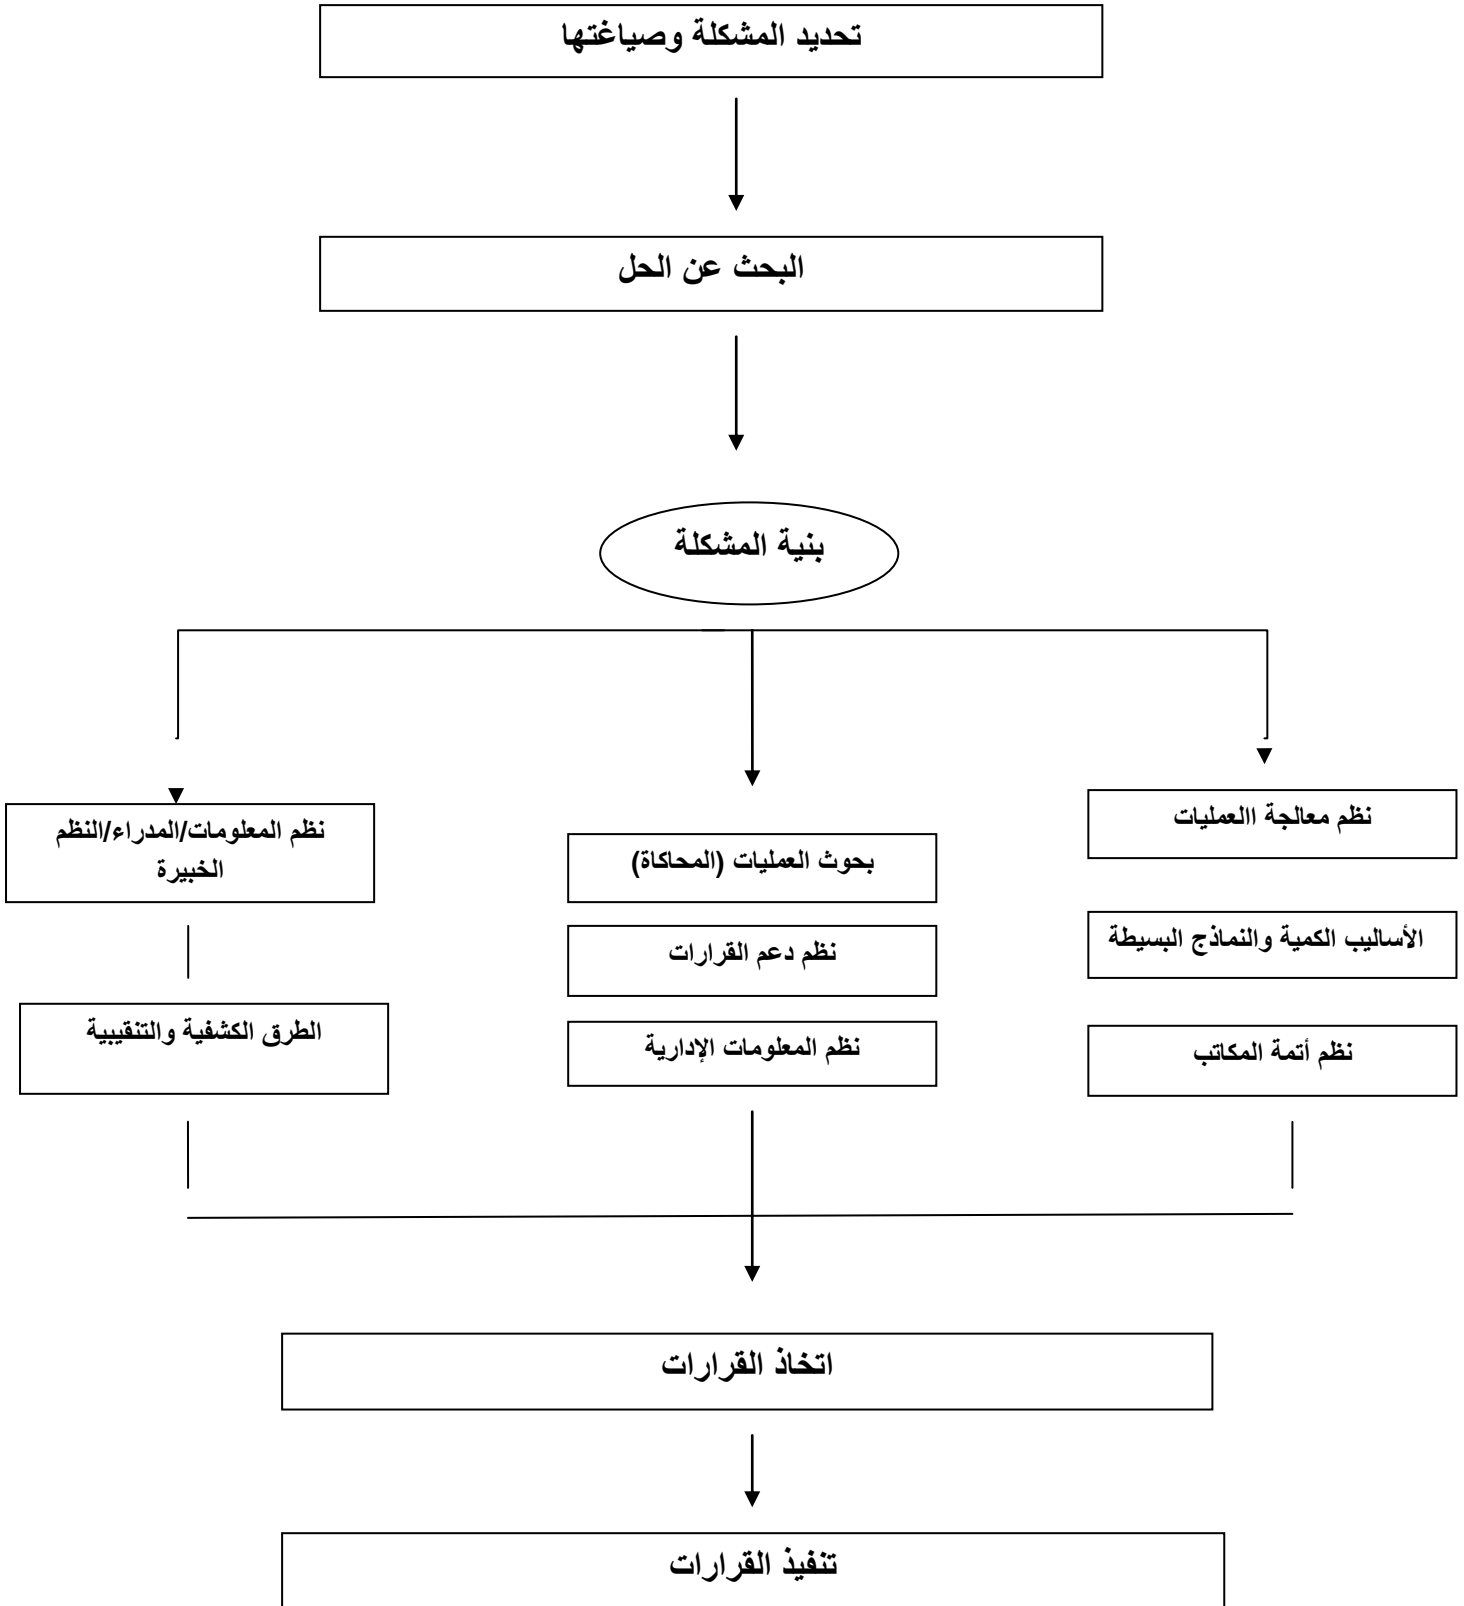 تحديد المشكلة وصياغتها
البحث عن الحل
بنية المشكلة
نظم معالجة االعمليات
الأساليب الكمية والنماذج البسيطة
نظم أتمة المكاتب
بحوث العمليات (المحاكاة)
نظم دعم القرارات
نظم المعلومات الإدارية
نظم المعلومات/المدراء/النظم
الخبيرة
الطرق الكشفية والتنقيبية
اتخاذ القرارات
تنفيذ القرارات